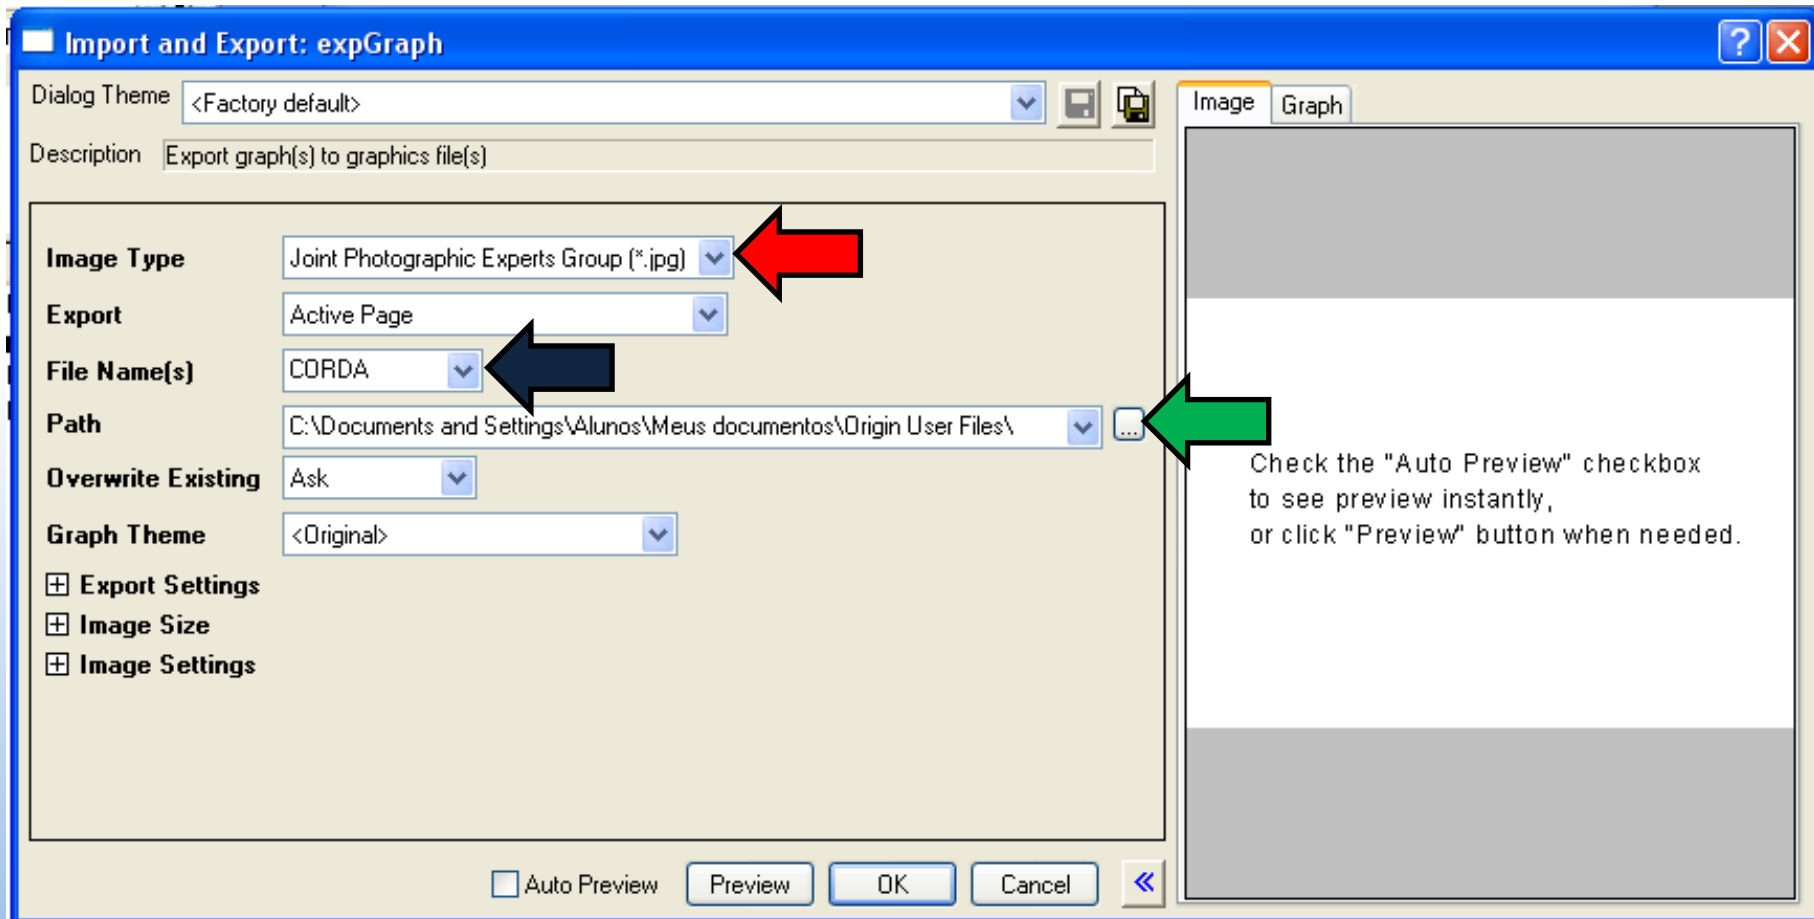 Import and Export: expGraph
Dialog Theme <Factory default>
Description Export graph(s) to graphics file(s)
Image Type Joint Photographic Experts Group (*.jpg)
Export Active Page
File Name(s) CORDA
Path C:\Documents and Settings\Alunos\Meus documentos\Origin User Files\ ...
Overwrite Existing Ask
Graph Theme <Original>
Export Settings
Image Size
Image Settings
Auto Preview Preview OK Cancel
Image Graph
Check the "Auto Preview" checkbox
to see preview instantly,
or click "Preview" button when needed.